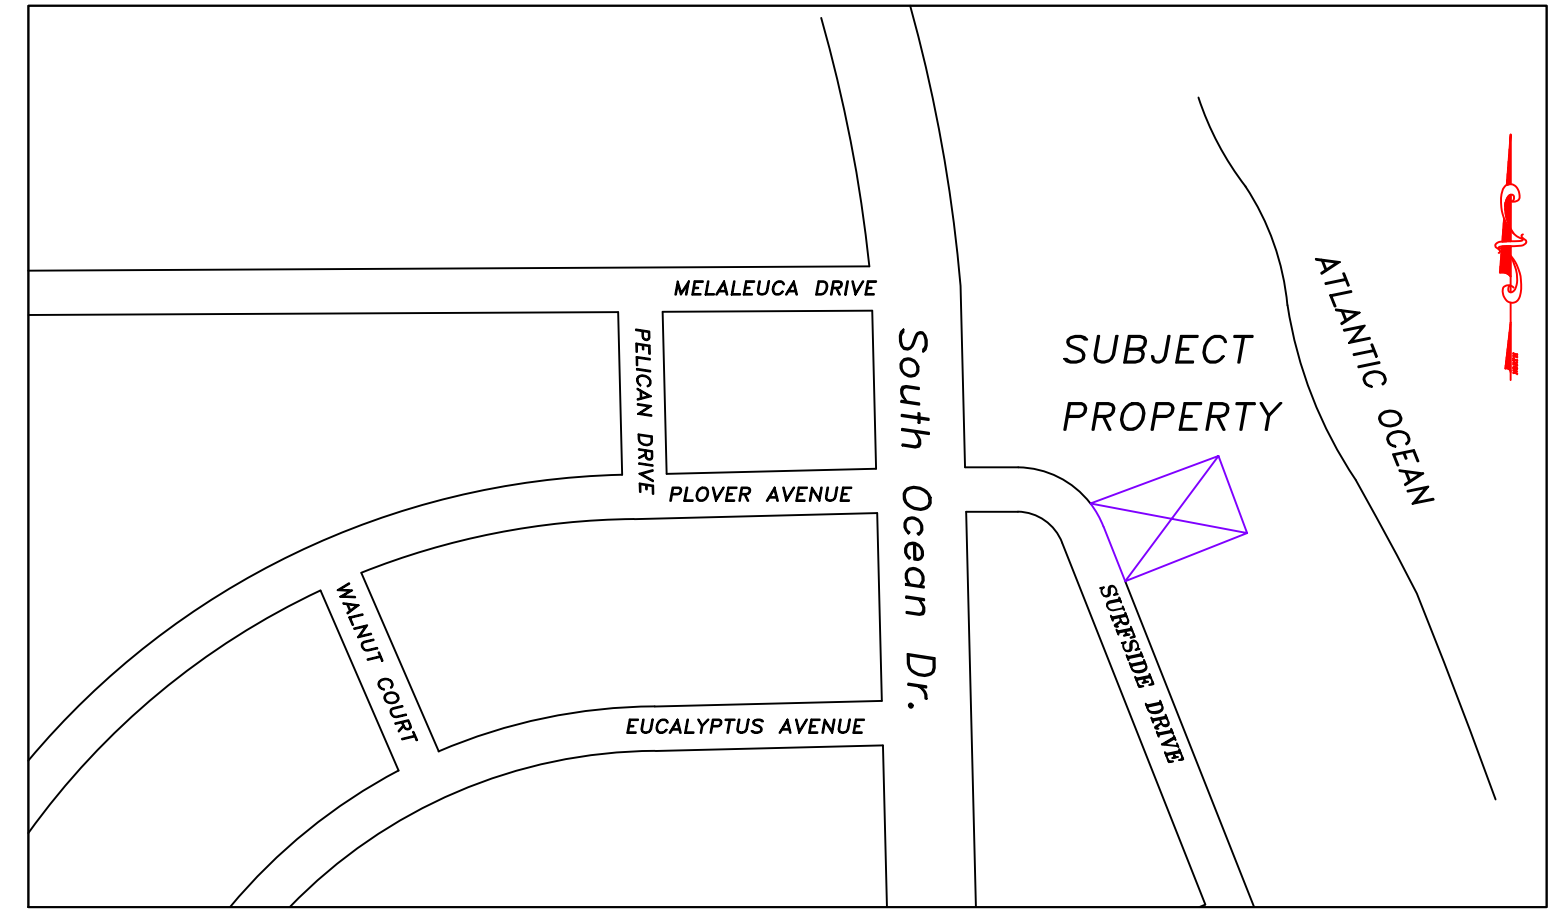 MELALEUCA DRIVE
PELICAN DRIVE
South Ocean Dr.
SUBJECT
PROPERTY
ATLANTIC OCEAN
PLOVER AVENUE
WALNUT COURT
SURFSIDE DRIVE
EUCALYPTUS AVENUE